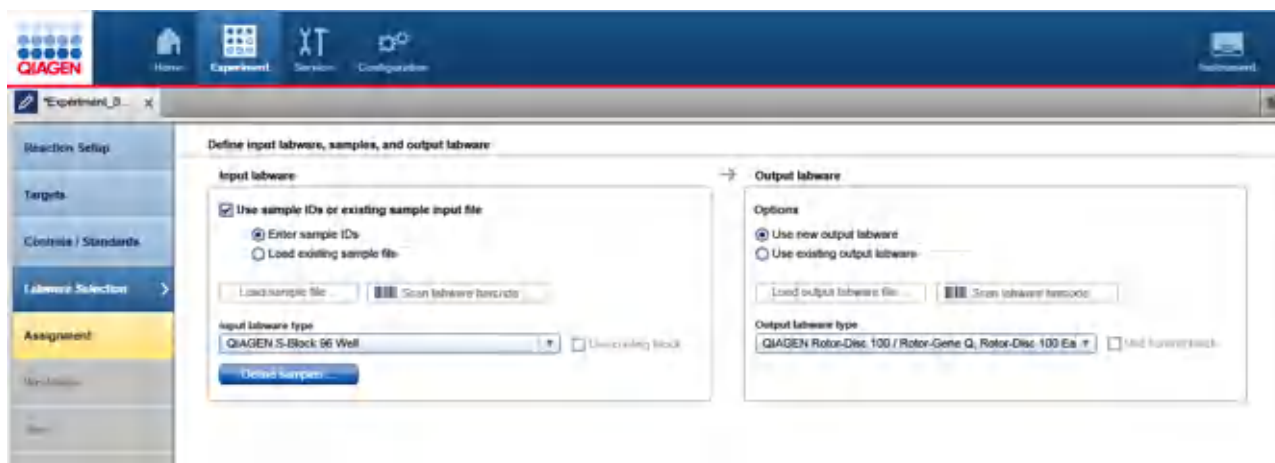 QIAGEN
Home
Experiment
Service
Configuration
Instrument
*Experiment_0... x
Reaction Setup
Define input labware, samples, and output labware
Input labware
Output labware
Targets
Use sample IDs or existing sample input file
Options
Controls / Standards
Enter sample IDs
Use new output labware
Load existing sample file
Use existing output labware
Labware Selection
Load sample file ...
Scan labware barcode
Load output labware file ...
Scan labware barcode
Assignment
Input labware type
Output labware type
QIAGEN S-Block 96 Well
Use cooling block
QIAGEN Rotor-Disc 100 / Rotor-Gene Q, Rotor-Disc 100 Ea
Define samples ...